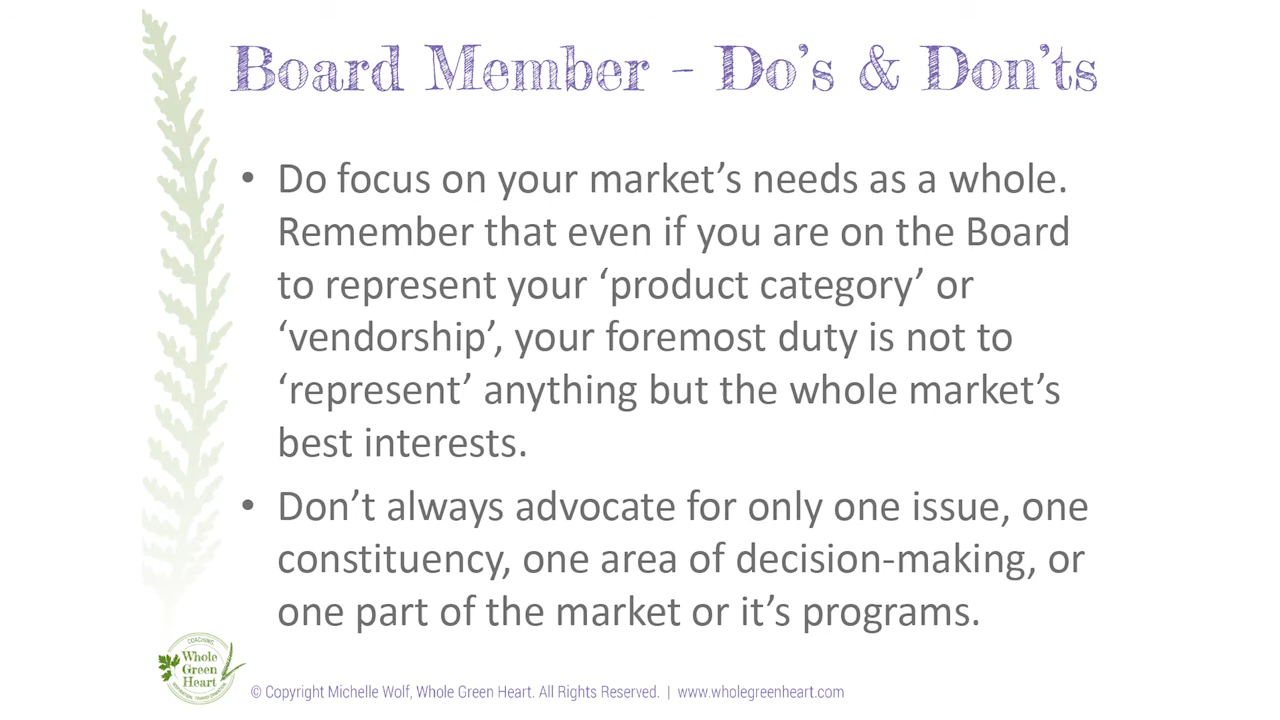 Board Member - Do’s & Don’ts
• Do focus on your market’s needs as a whole.
Remember that even if you are on the Board
to represent your ‘product category’ or
‘vendorship’, your foremost duty is not to
‘represent’ anything but the whole market’s
best interests.
• Don’t always advocate for only one issue, one
constituency, one area of decision-making, or
one part of the market or it’s programs.
COACHING
Whole
Green
Heart
© Copyright Michelle Wolf, Whole Green Heart. All Rights Reserved. | www.wholegreenheart.com